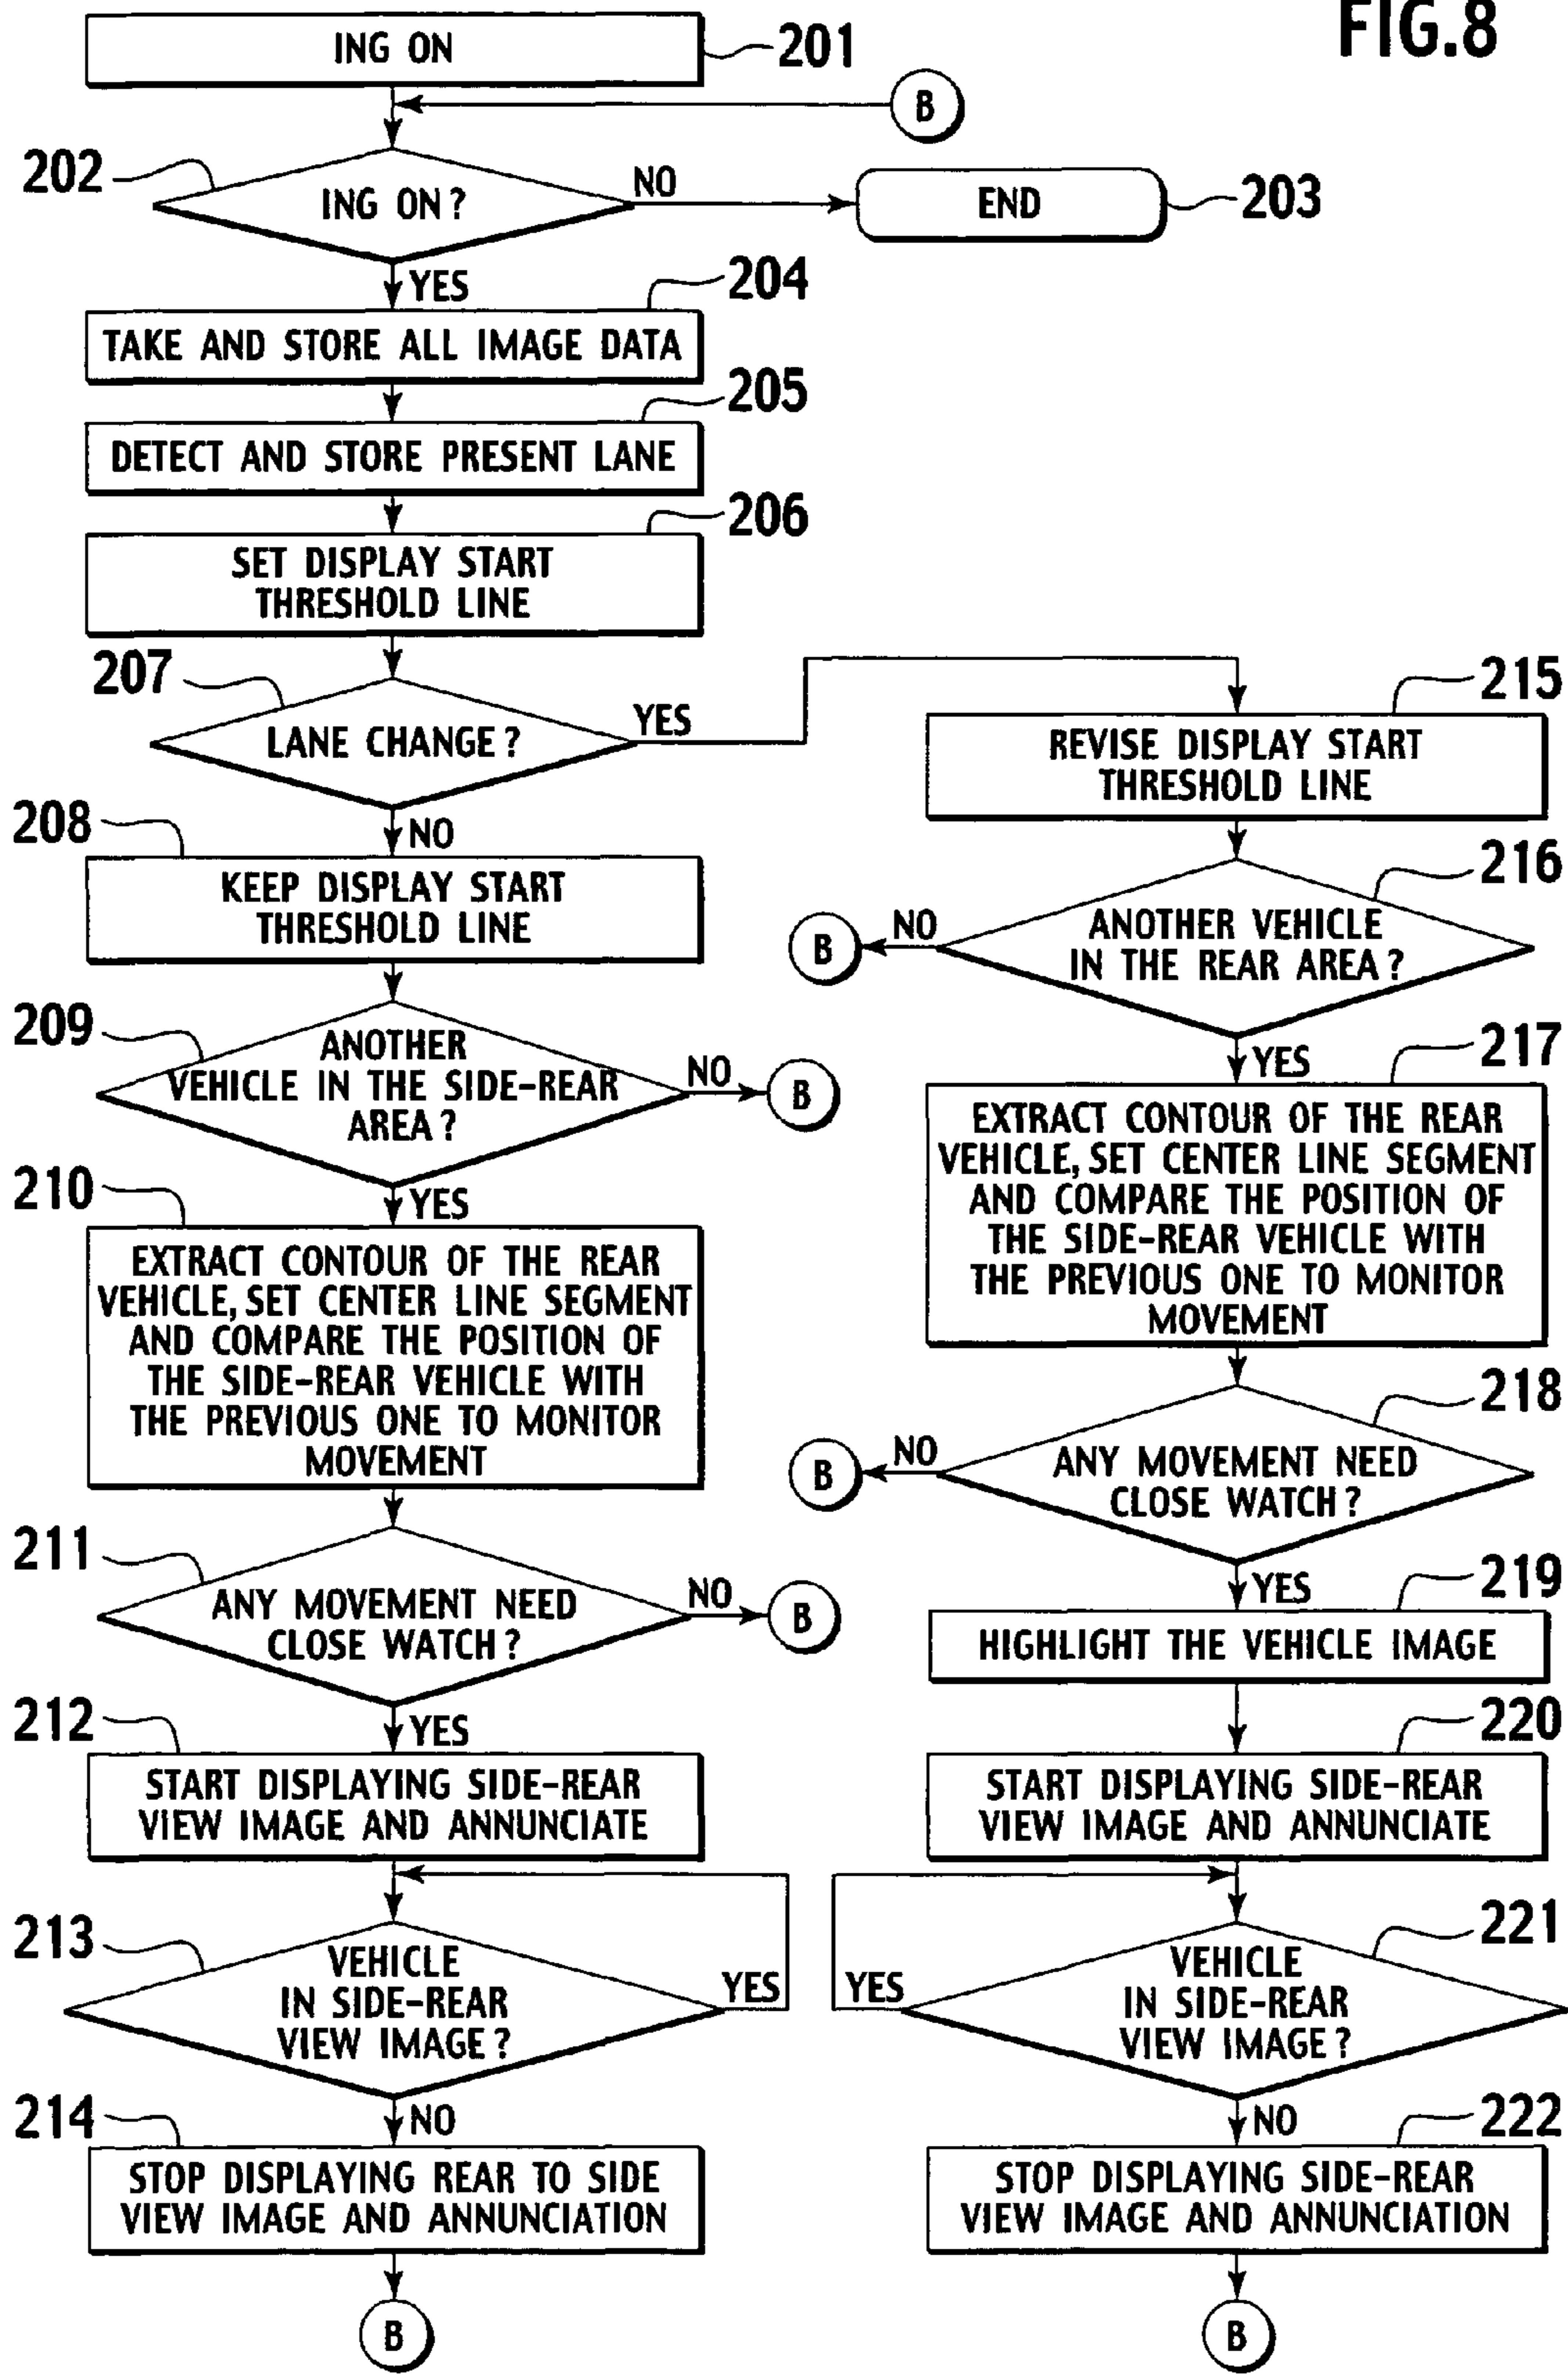 FIG.8
ING ON
201
B
202
ING ON?
NO
END
203
YES
204
TAKE AND STORE ALL IMAGE DATA
205
DETECT AND STORE PRESENT LANE
206
SET DISPLAY START
THRESHOLD LINE
207
LANE CHANGE?
YES
NO
208
KEEP DISPLAY START
THRESHOLD LINE
209
ANOTHER
VEHICLE IN THE SIDE-REAR
AREA?
NO
B
YES
210
EXTRACT CONTOUR OF THE REAR
VEHICLE, SET CENTER LINE SEGMENT
AND COMPARE THE POSITION OF
THE SIDE-REAR VEHICLE WITH
THE PREVIOUS ONE TO MONITOR
MOVEMENT
211
ANY MOVEMENT NEED
CLOSE WATCH?
NO
B
YES
212
START DISPLAYING SIDE-REAR
VIEW IMAGE AND ANNUNCIATE
213
VEHICLE
IN SIDE-REAR
VIEW IMAGE?
YES
NO
214
STOP DISPLAYING REAR TO SIDE
VIEW IMAGE AND ANNUNCIATION
B
215
REVISE DISPLAY START
THRESHOLD LINE
216
ANOTHER VEHICLE
IN THE REAR AREA?
NO
B
YES
217
EXTRACT CONTOUR OF THE REAR
VEHICLE, SET CENTER LINE SEGMENT
AND COMPARE THE POSITION OF
THE SIDE-REAR VEHICLE WITH
THE PREVIOUS ONE TO MONITOR
MOVEMENT
218
ANY MOVEMENT NEED
CLOSE WATCH?
NO
B
YES
219
HIGHLIGHT THE VEHICLE IMAGE
220
START DISPLAYING SIDE-REAR
VIEW IMAGE AND ANNUNCIATE
221
VEHICLE
IN SIDE-REAR
VIEW IMAGE?
YES
NO
222
STOP DISPLAYING SIDE-REAR
VIEW IMAGE AND ANNUNCIATION
B